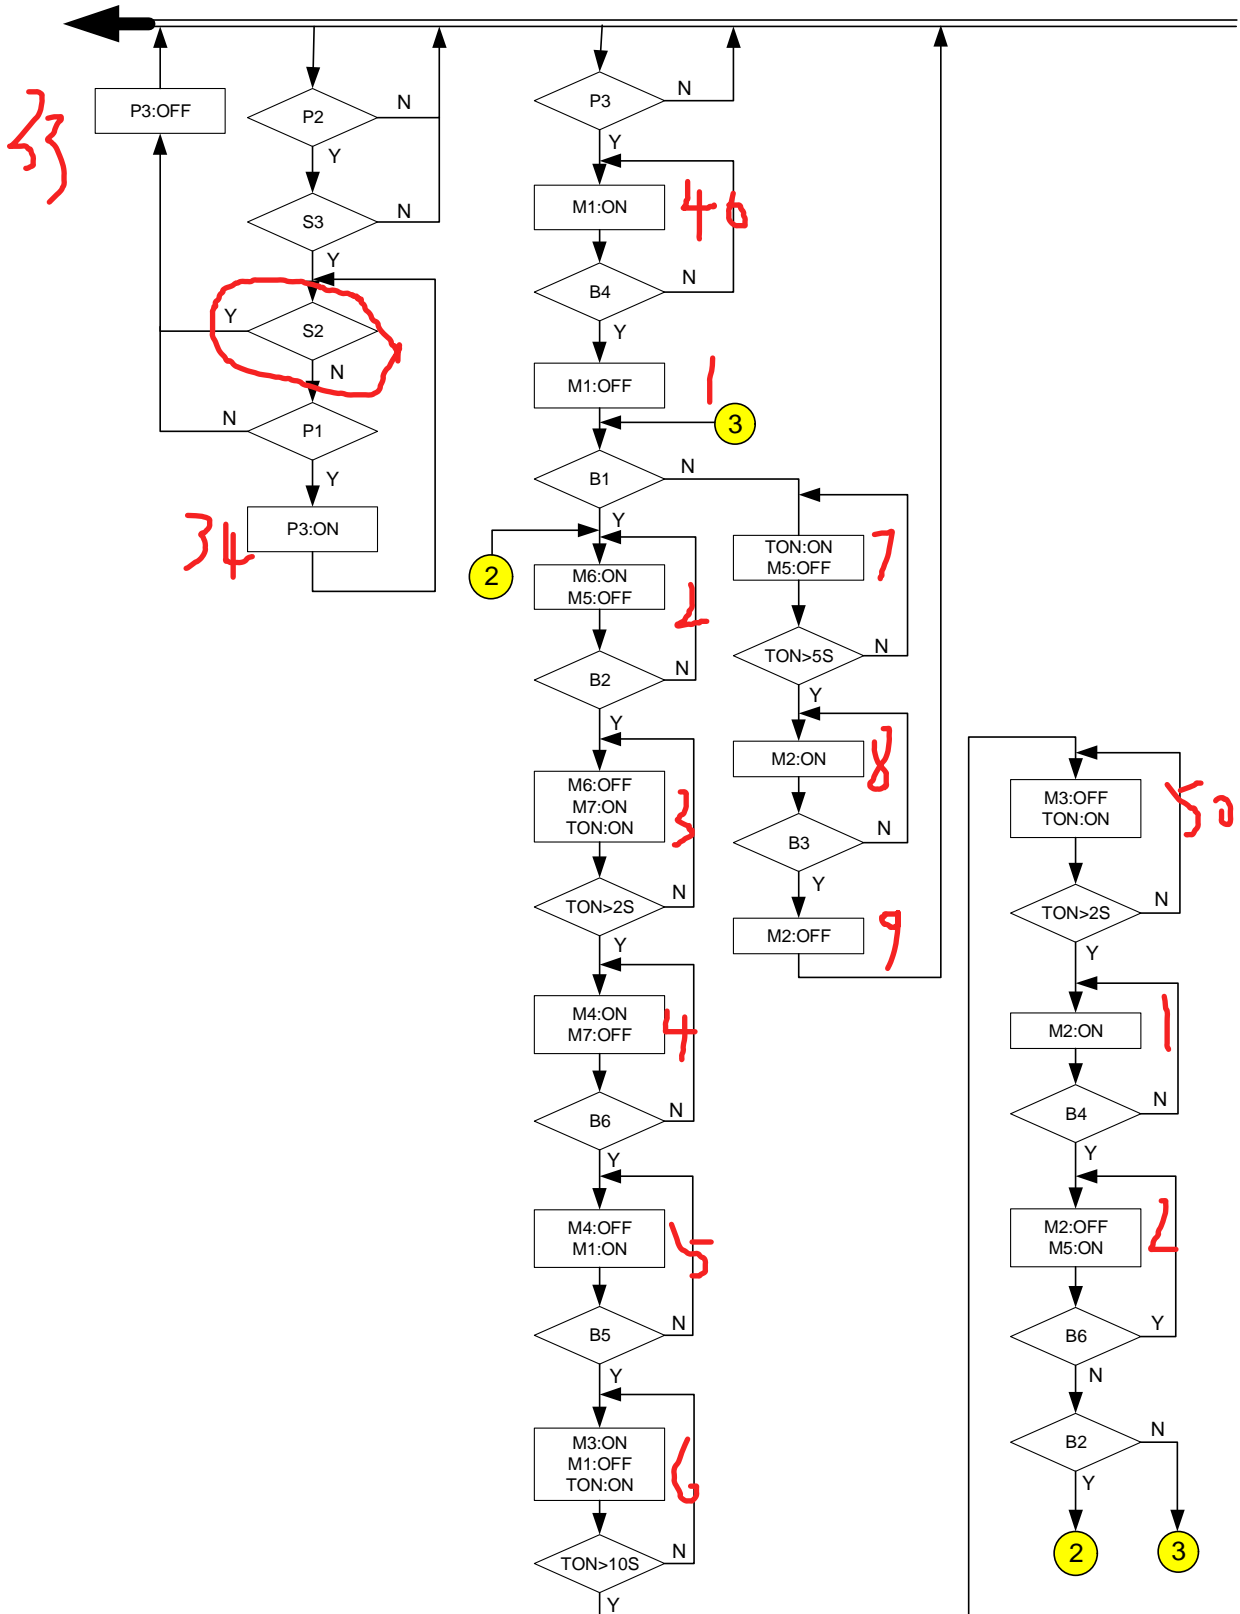 P3:OFF
33
P2
N
Y
S3
N
Y
S2
Y
N
P1
N
Y
P3:ON
34
P3
N
Y
M1:ON
40
B4
N
Y
M1:OFF
1
3
B1
N
Y
2
M6:ON
M5:OFF
2
B2
N
Y
M6:OFF
M7:ON
TON:ON
3
TON>2S
N
Y
M4:ON
M7:OFF
4
B6
N
Y
M4:OFF
M1:ON
5
B5
N
Y
M3:ON
M1:OFF
TON:ON
6
TON>10S
N
Y
TON:ON
M5:OFF
7
TON>5S
N
Y
M2:ON
8
B3
N
Y
M2:OFF
9
M3:OFF
TON:ON
50
TON>2S
N
Y
M2:ON
1
B4
N
Y
M2:OFF
M5:ON
2
B6
Y
N
B2
N
Y
2
3